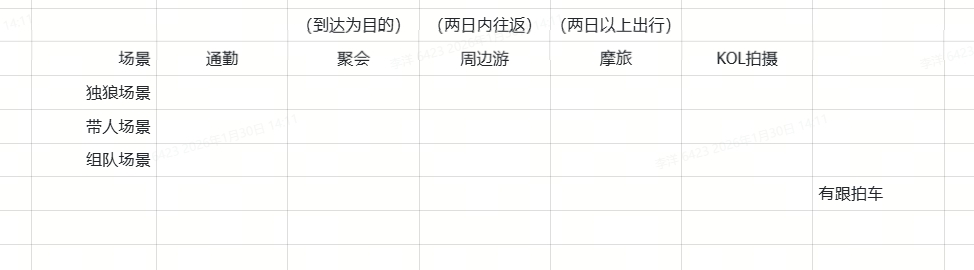 （到达为目的） （两日内往返） （两日以上出行）
场景 通勤 聚会 周边游 摩旅 KOL拍摄
独狼场景
带人场景
组队场景
有跟拍车